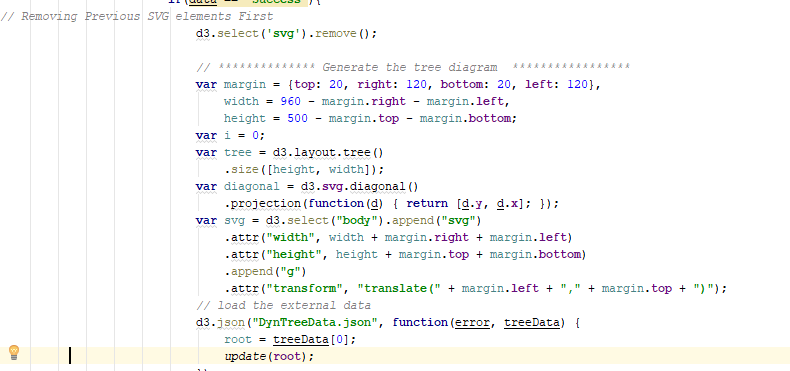 if(data == "success"){
// Removing Previous SVG elements First
d3.select('svg').remove();
// ************** Generate the tree diagram  *****************
var margin = {top: 20, right: 120, bottom: 20, left: 120},
width = 960 - margin.right - margin.left,
height = 500 - margin.top - margin.bottom;
var i = 0;
var tree = d3.layout.tree()
.size([height, width]);
var diagonal = d3.svg.diagonal()
.projection(function(d) { return [d.y, d.x]; });
var svg = d3.select("body").append("svg")
.attr("width", width + margin.right + margin.left)
.attr("height", height + margin.top + margin.bottom)
.append("g")
.attr("transform", "translate(" + margin.left + "," + margin.top + ")");
// load the external data
d3.json("DynTreeData.json", function(error, treeData) {
root = treeData[0];
update(root);